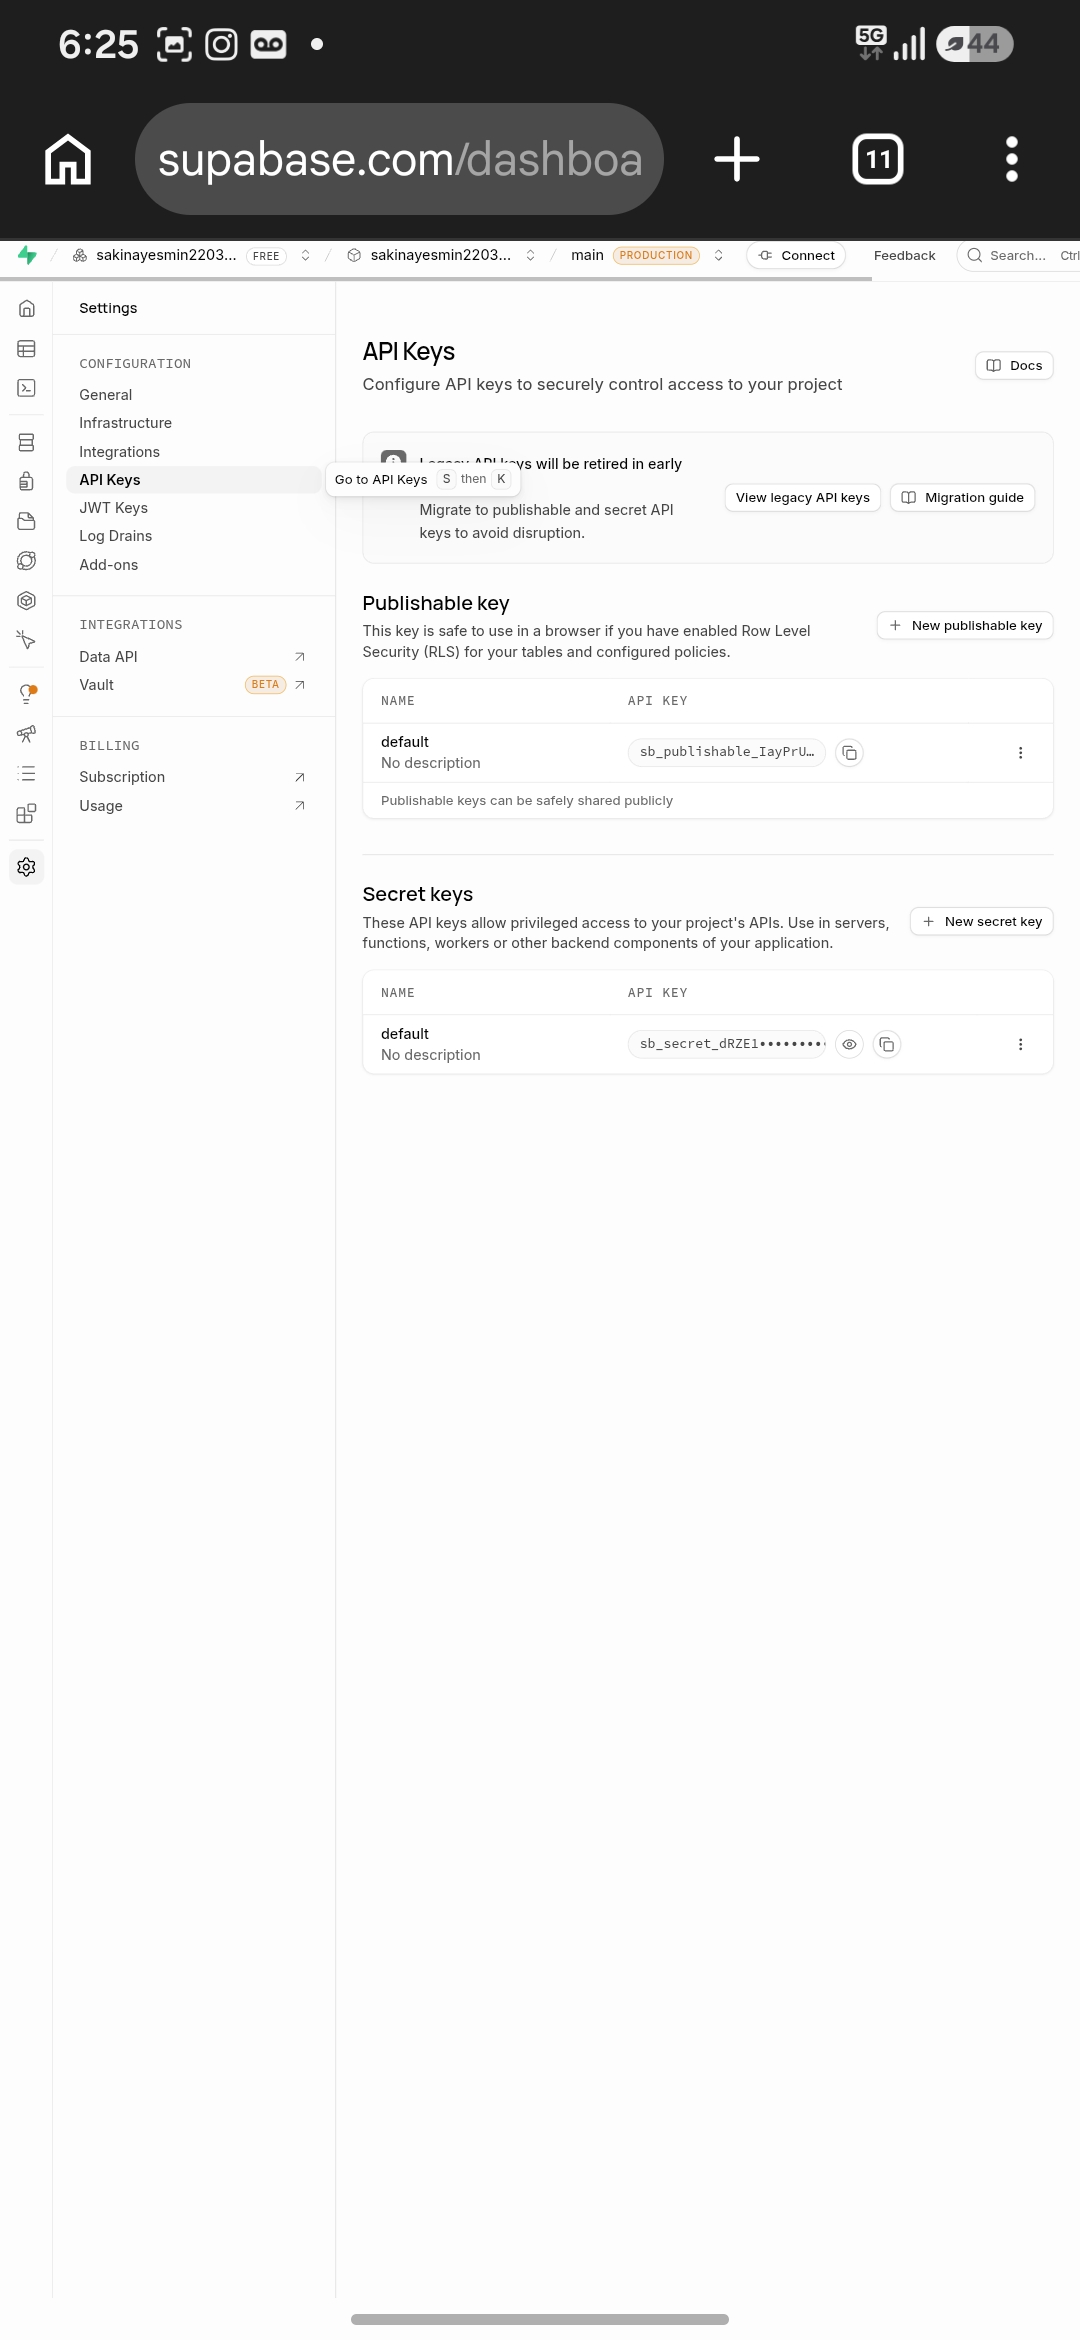 6:25
5G
44
supabase.com/dashboa
11
sakinayesmin2203... FREE / sakinayesmin2203... / main PRODUCTION Connect Feedback Search... Ctrl
Settings
CONFIGURATION
General
Infrastructure
Integrations
API Keys
JWT Keys
Log Drains
Add-ons
INTEGRATIONS
Data API
Vault BETA
BILLING
Subscription
Usage
API Keys
Configure API keys to securely control access to your project
Docs
Legacy API keys will be retired in early
Go to API Keys S then K
Migrate to publishable and secret API
keys to avoid disruption.
View legacy API keys
Migration guide
Publishable key
This key is safe to use in a browser if you have enabled Row Level
Security (RLS) for your tables and configured policies.
New publishable key
NAME API KEY
default
No description
sb_publishable_IayPrU…
Publishable keys can be safely shared publicly
Secret keys
These API keys allow privileged access to your project's APIs. Use in servers,
functions, workers or other backend components of your application.
New secret key
NAME API KEY
default
No description
sb_secret_dRZE1•••••••••